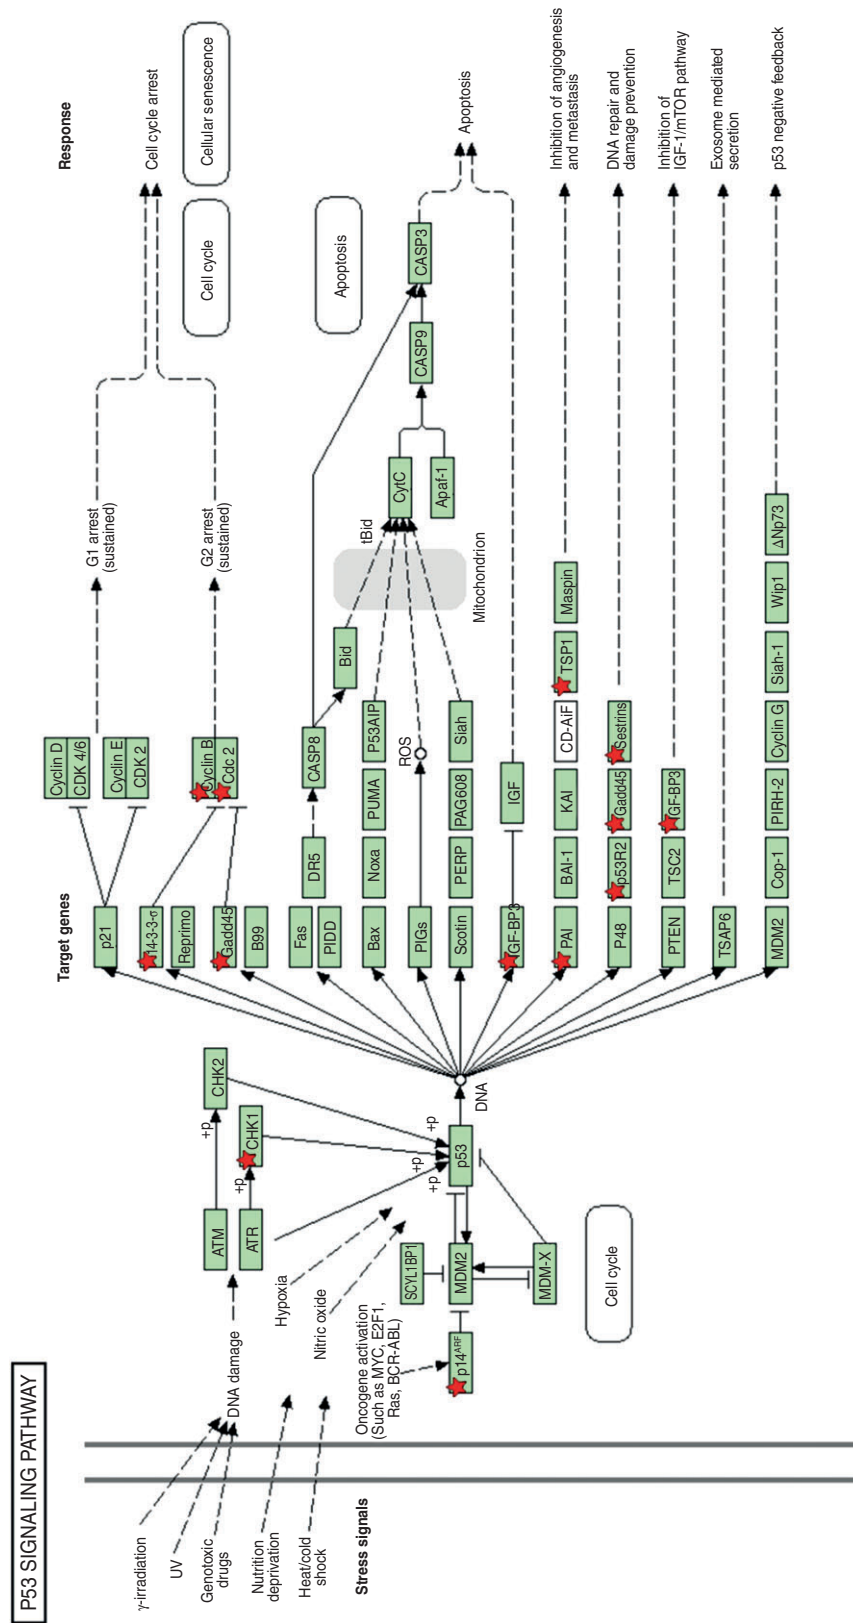 P53 SIGNALING PATHWAY
Target genes
Response
γ-irradiation
UV
Genotoxic
drugs
Nutrition
deprivation
Heat/cold
shock
Stress signals
DNA damage
Hypoxia
Nitric oxide
Oncogene activation
(Such as MYC, E2F1,
Ras, BCR-ABL)
p14ARF
ATM
ATR
+p
+p
CHK2
CHK1
SCYL1BP1
MDM2
MDM-X
Cell cycle
+p
+p
+p
p53
DNA
p21
Cyclin D
CDK 4/6
Cyclin E
CDK 2
G1 arrest
(sustained)
14-3-3-σ
Reprimo
Gadd45
B99
Cyclin B
Cdc 2
G2 arrest
(sustained)
Cell cycle arrest
Cell cycle
Cellular senescence
Fas
PIDD
DR5
CASP8
Bid
tBid
Mitochondrion
CytC
Apaf-1
CASP9
CASP3
Apoptosis
Apoptosis
Bax
Noxa
PUMA
P53AIP
PIGs
ROS
Scotin
PERP
PAG608
Siah
GF-BP3
IGF
PAI
BAI-1
KAI
CD-AiF
TSP1
Maspin
Inhibition of angiogenesis
and metastasis
P48
p53R2
Gadd45
Sestrins
DNA repair and
damage prevention
PTEN
TSC2
GF-BP3
Inhibition of
IGF-1/mTOR pathway
TSAP6
Exosome mediated
secretion
MDM2
Cop-1
PIRH-2
Cyclin G
Siah-1
Wip1
ΔNp73
p53 negative feedback